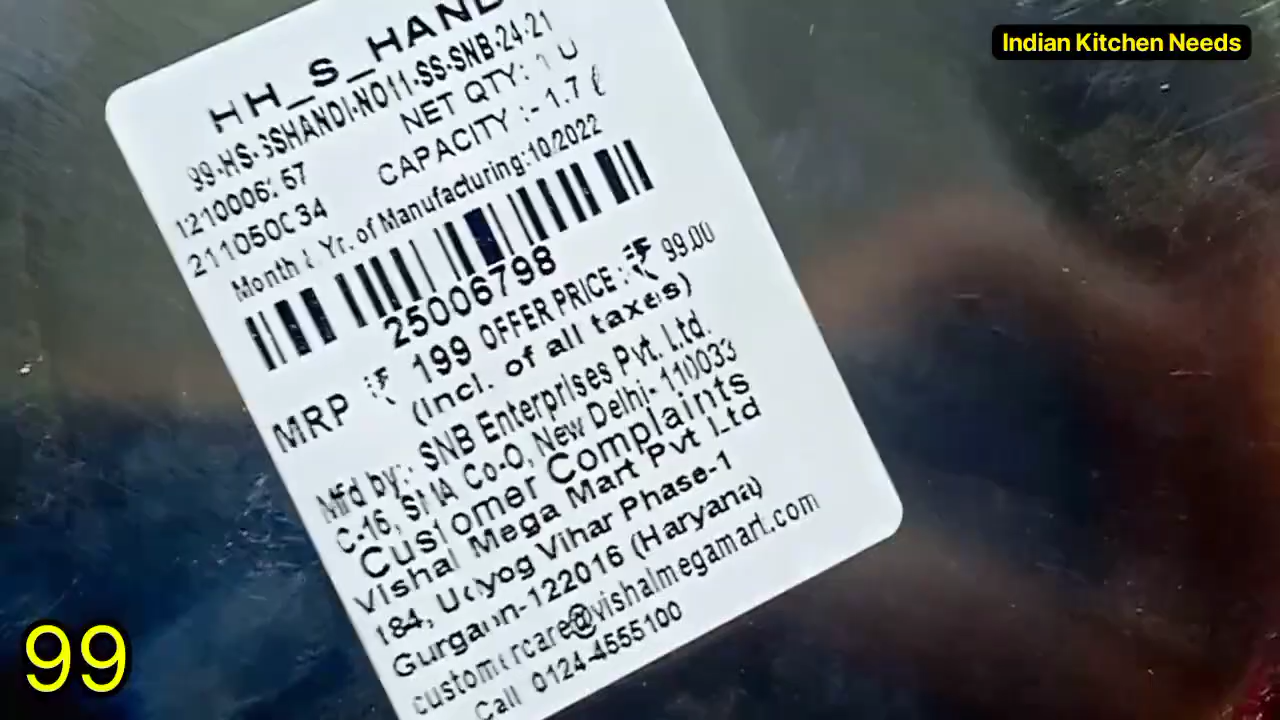 Indian Kitchen Needs
HH_S_HAND
99-HS-SSHANDI-NO11-SS-SNB-24-21
NET QTY: 1 U
CAPACITY :- 1.7 ℓ
Month & Yr. of Manufacturing:10/2022
25006798
MRP ₹ 199 OFFER PRICE : ₹ 99.00
(Incl. of all taxes)
Mfd by:. SNB Enterprises Pvt. Ltd.
C-16, SMA Co-O, New Delhi-110033
Customer Complaints
Vishal Mega Mart Pvt Ltd
184, Udyog Vihar Phase-1
Gurgaon-122016 (Haryana)
customercare@vishalmegamart.com
Call 0124-4555100
99